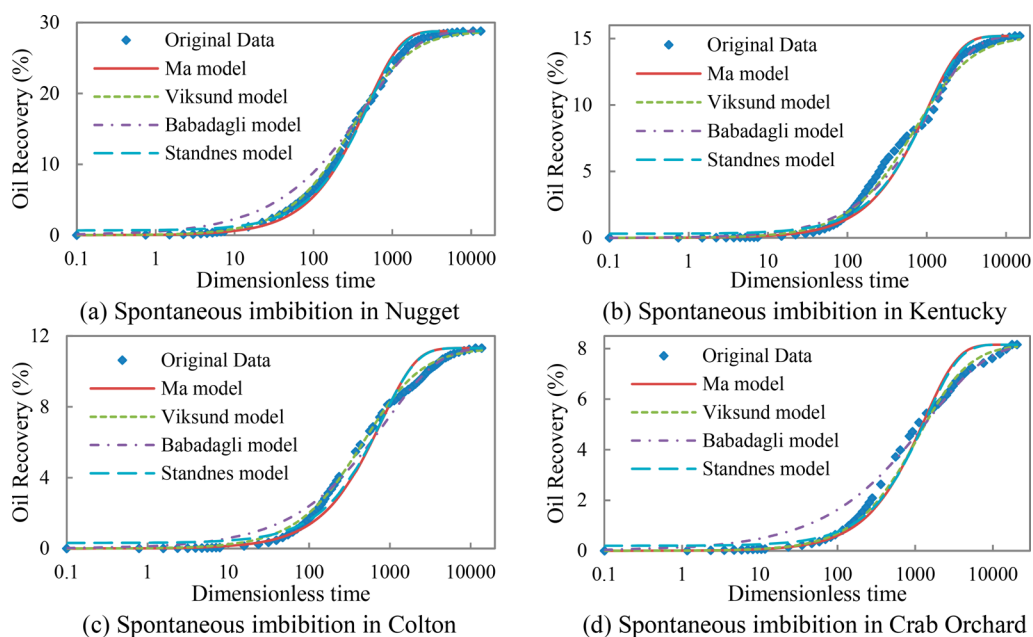 30
20
10
0
Oil Recovery (%)
Original Data
Ma model
Viksund model
Babadagli model
Standnes model
0.1 1 10 100 1000 10000
Dimensionless time
(a) Spontaneous imbibition in Nugget
15
10
5
0
Oil Recovery (%)
Original Data
Ma model
Viksund model
Babadagli model
Standnes model
0.1 1 10 100 1000 10000
Dimensionless time
(b) Spontaneous imbibition in Kentucky
12
8
4
0
Oil Recovery (%)
Original Data
Ma model
Viksund model
Babadagli model
Standnes model
0.1 1 10 100 1000 10000
Dimensionless time
(c) Spontaneous imbibition in Colton
8
6
4
2
0
Oil Recovery (%)
Original Data
Ma model
Viksund model
Babadagli model
Standnes model
0.1 1 10 100 1000 10000
Dimensionless time
(d) Spontaneous imbibition in Crab Orchard